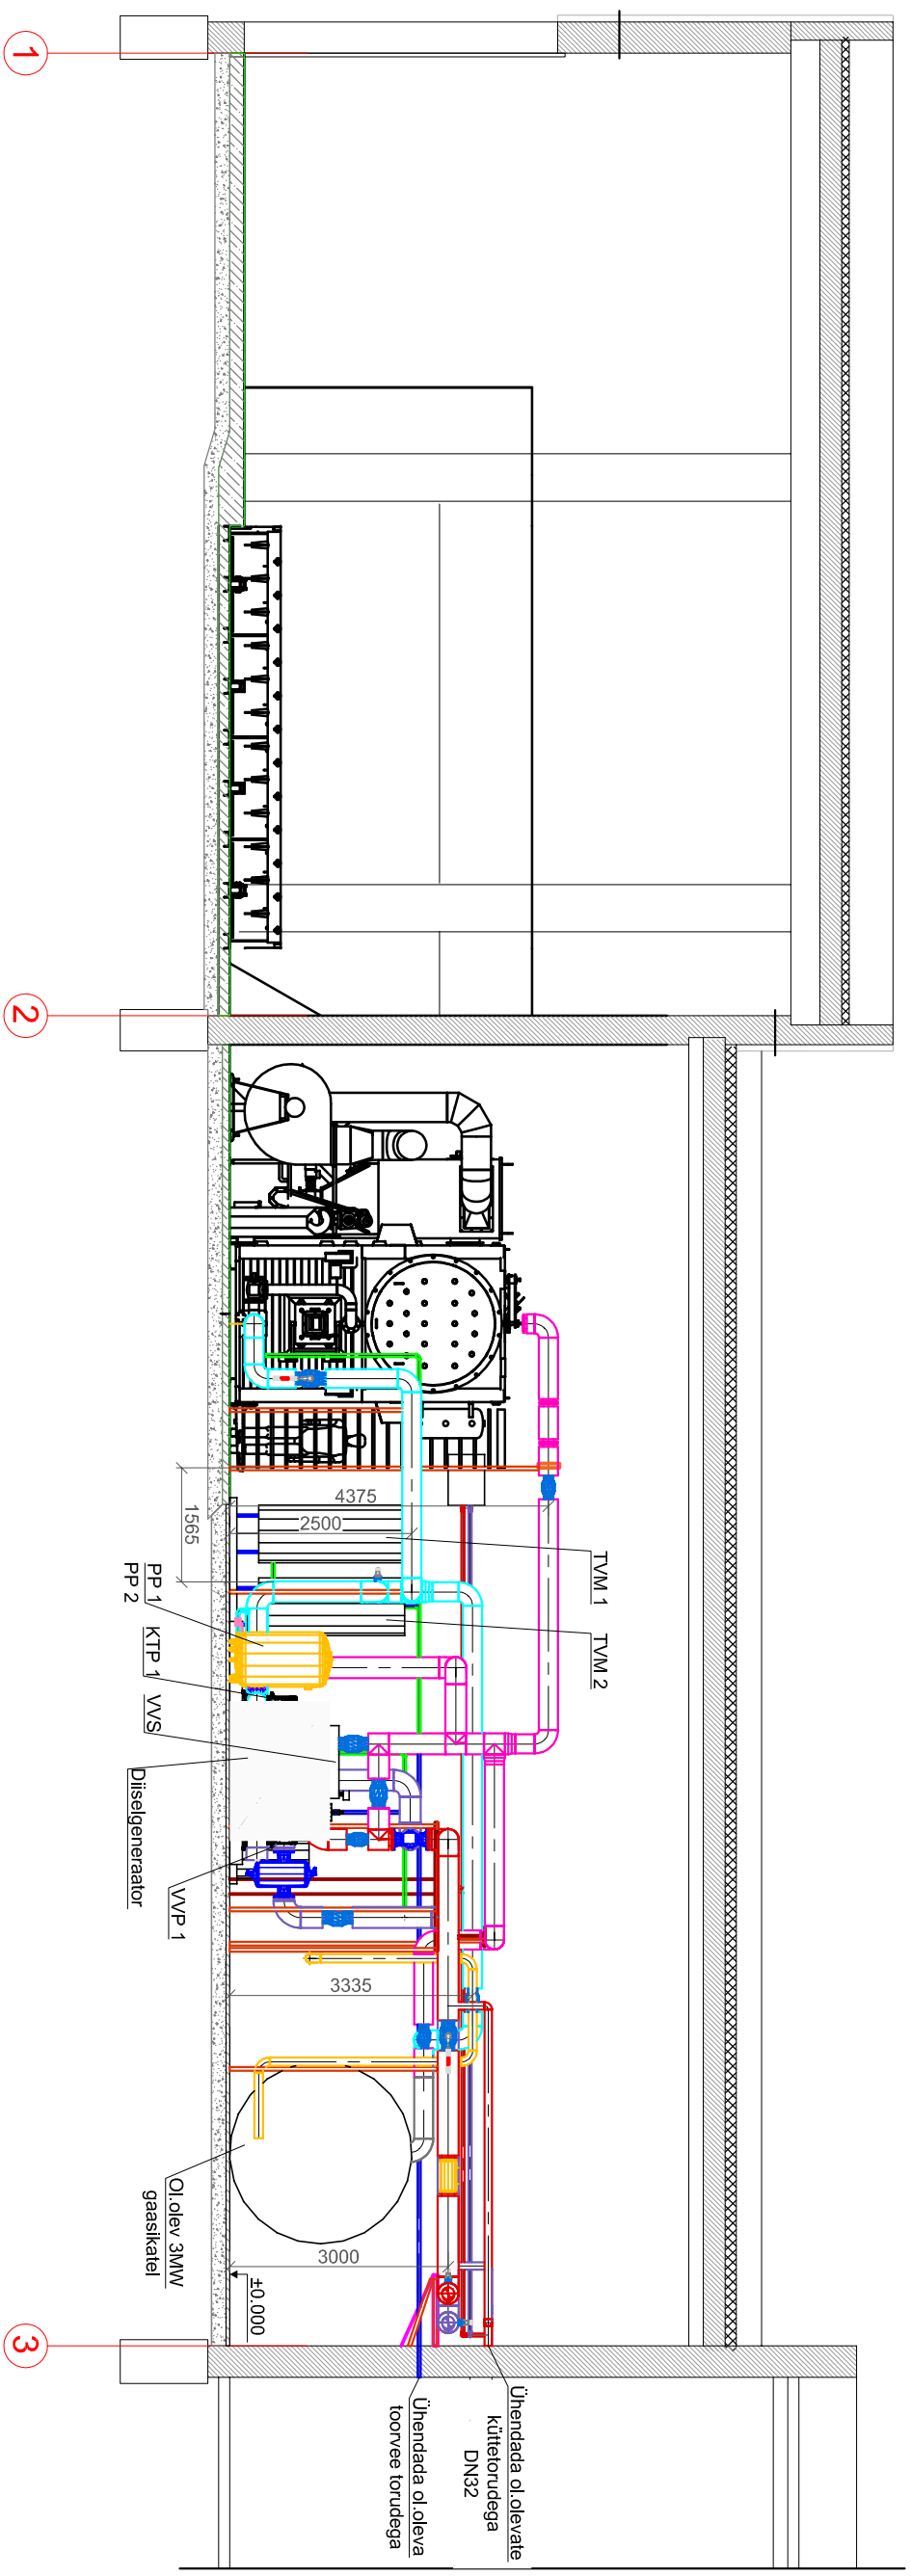 1
2
3
4375
2500
1565
3335
3000
±0.000
TVM 1
TVM 2
PP 1
PP 2
KTP 1
VVS
Diiselgeneraator
VVP 1
Ol.olev 3MW
gaasikatel
Ühendada ol.olevate
küttetorudega
DN32
Ühendada ol.oleva
toorvee torudega